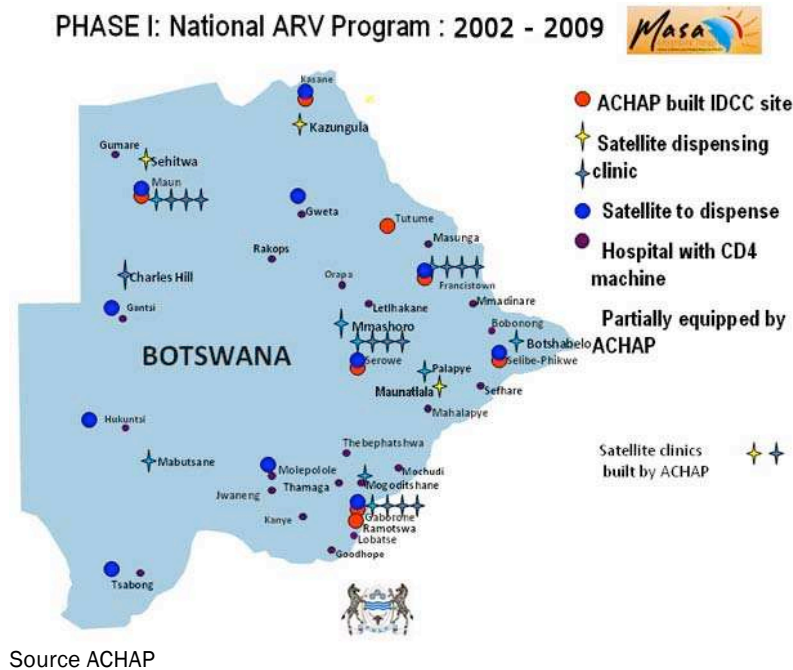 PHASE I: National ARV Program : 2002 - 2009
Masa
Kasane
Kazungula
Gumare
Sehitwa
Maun
Gweta
Tutume
Masunga
Rakops
Francistown
Charles Hill
Orapa
Letlhakane
Mmadinare
Gantsi
Mmashoro
Bobonong
Botshabelo
BOTSWANA
Serowe
Selibe-Phikwe
Palapye
Maunatlala
Sefhare
Mahalapye
Hukuntsi
Thebephatshwa
Mabutsane
Molepolole
Mochudi
Jwaneng
Thamaga
Mogoditshane
Kanye
Gaborone
Ramotswa
Lobatse
Goodhope
Tsabong
ACHAP built IDCC site
Satellite dispensing
clinic
Satellite to dispense
Hospital with CD4
machine
Partially equipped by
ACHAP
Satellite clinics
built by ACHAP
Source ACHAP